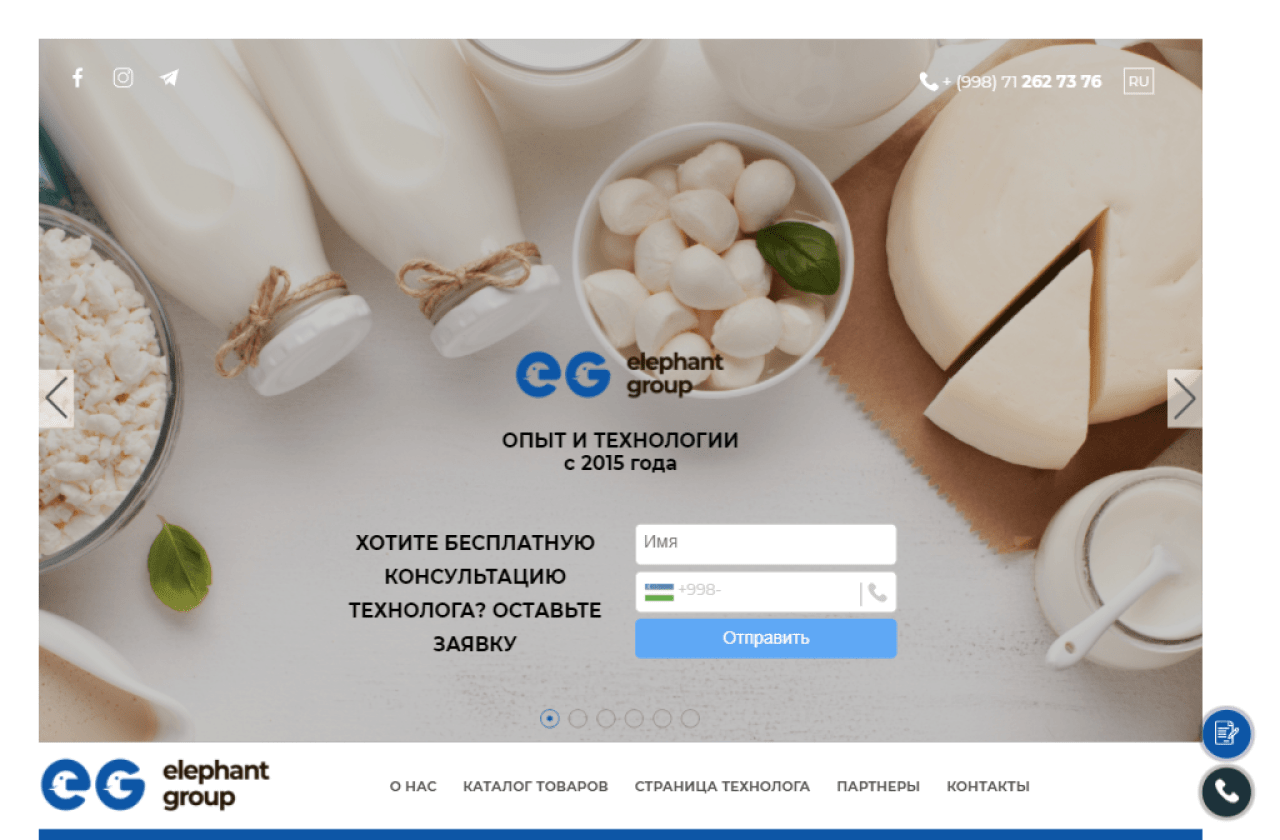 + (998) 71 262 73 76
RU
elephant
group
ОПЫТ И ТЕХНОЛОГИИ
с 2015 года
ХОТИТЕ БЕСПЛАТНУЮ
КОНСУЛЬТАЦИЮ
ТЕХНОЛОГА? ОСТАВЬТЕ
ЗАЯВКУ
Имя
+998-
Отправить
eG elephant
group
О НАС КАТАЛОГ ТОВАРОВ СТРАНИЦА ТЕХНОЛОГА ПАРТНЕРЫ КОНТАКТЫ